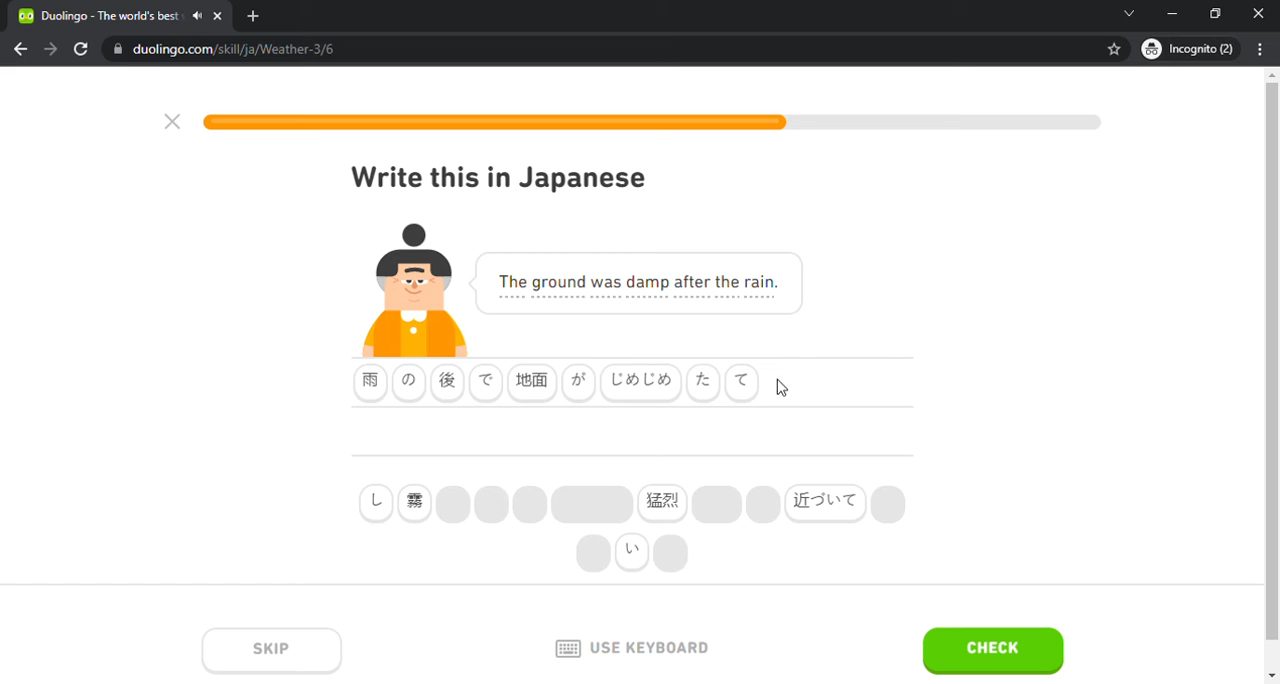 Duolingo - The world's best
duolingo.com/skill/ja/Weather-3/6
Incognito (2)
Write this in Japanese
The ground was damp after the rain.
雨 の 後 で 地面 が じめじめ た て
し 霧 猛烈 近づいて
い
SKIP
USE KEYBOARD
CHECK